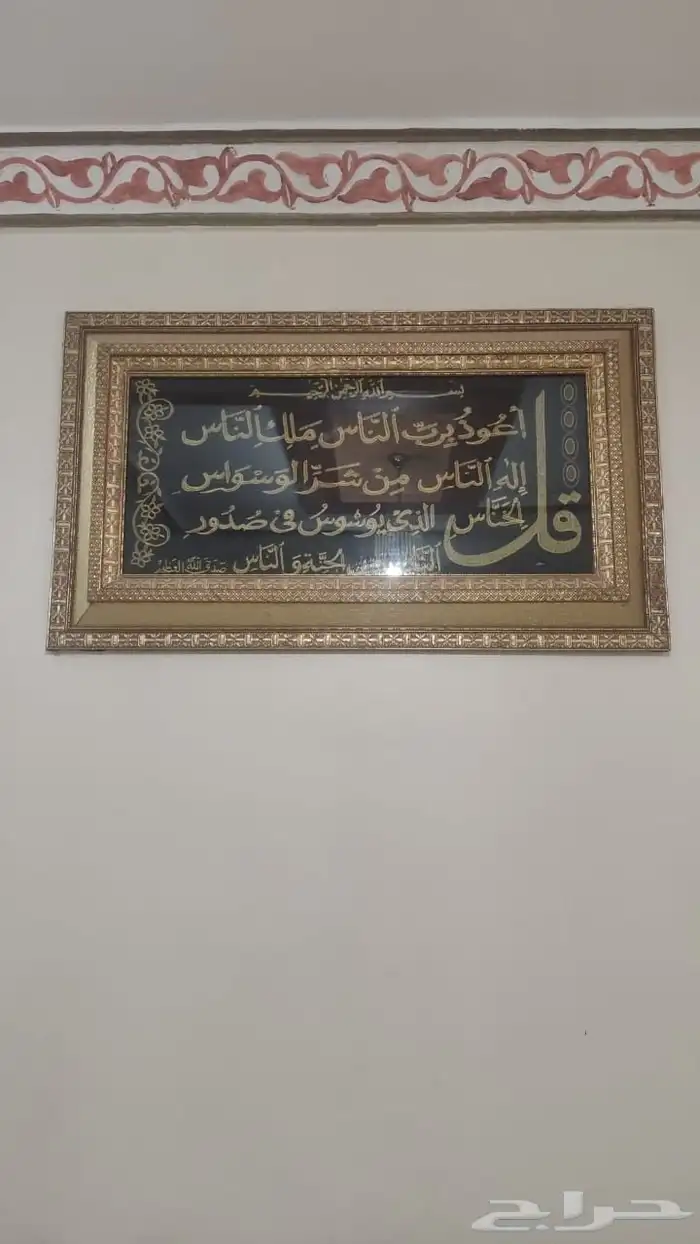 بسم الله الرحمن الرحيم
قل
أعوذ برب الناس ملك الناس
إله الناس من شر الوسواس
الخناس الذي يوسوس في صدور
الناس الجنة و الناس صدق الله العظيم
حراج